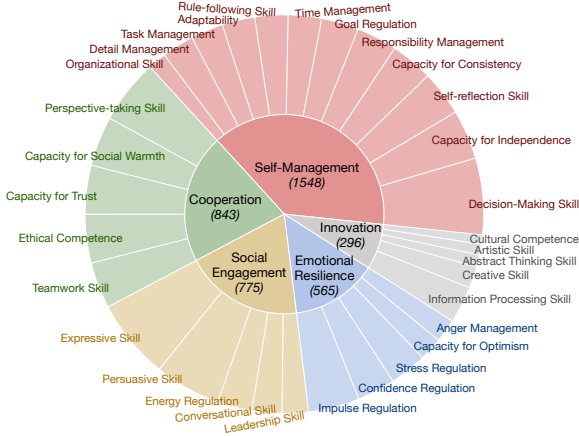 Rule-following Skill
Time Management
Adaptability
Goal Regulation
Task Management
Responsibility Management
Detail Management
Capacity for Consistency
Organizational Skill
Self-reflection Skill
Perspective-taking Skill
Capacity for Independence
Capacity for Social Warmth
Self-Management
(1548)
Capacity for Trust
Cooperation
(843)
Decision-Making Skill
Ethical Competence
Innovation
(296)
Cultural Competence
Artistic Skill
Abstract Thinking Skill
Creative Skill
Social
Engagement
(775)
Emotional
Resilience
(565)
Teamwork Skill
Information Processing Skill
Expressive Skill
Anger Management
Capacity for Optimism
Persuasive Skill
Stress Regulation
Energy Regulation
Confidence Regulation
Conversational Skill
Leadership Skill
Impulse Regulation